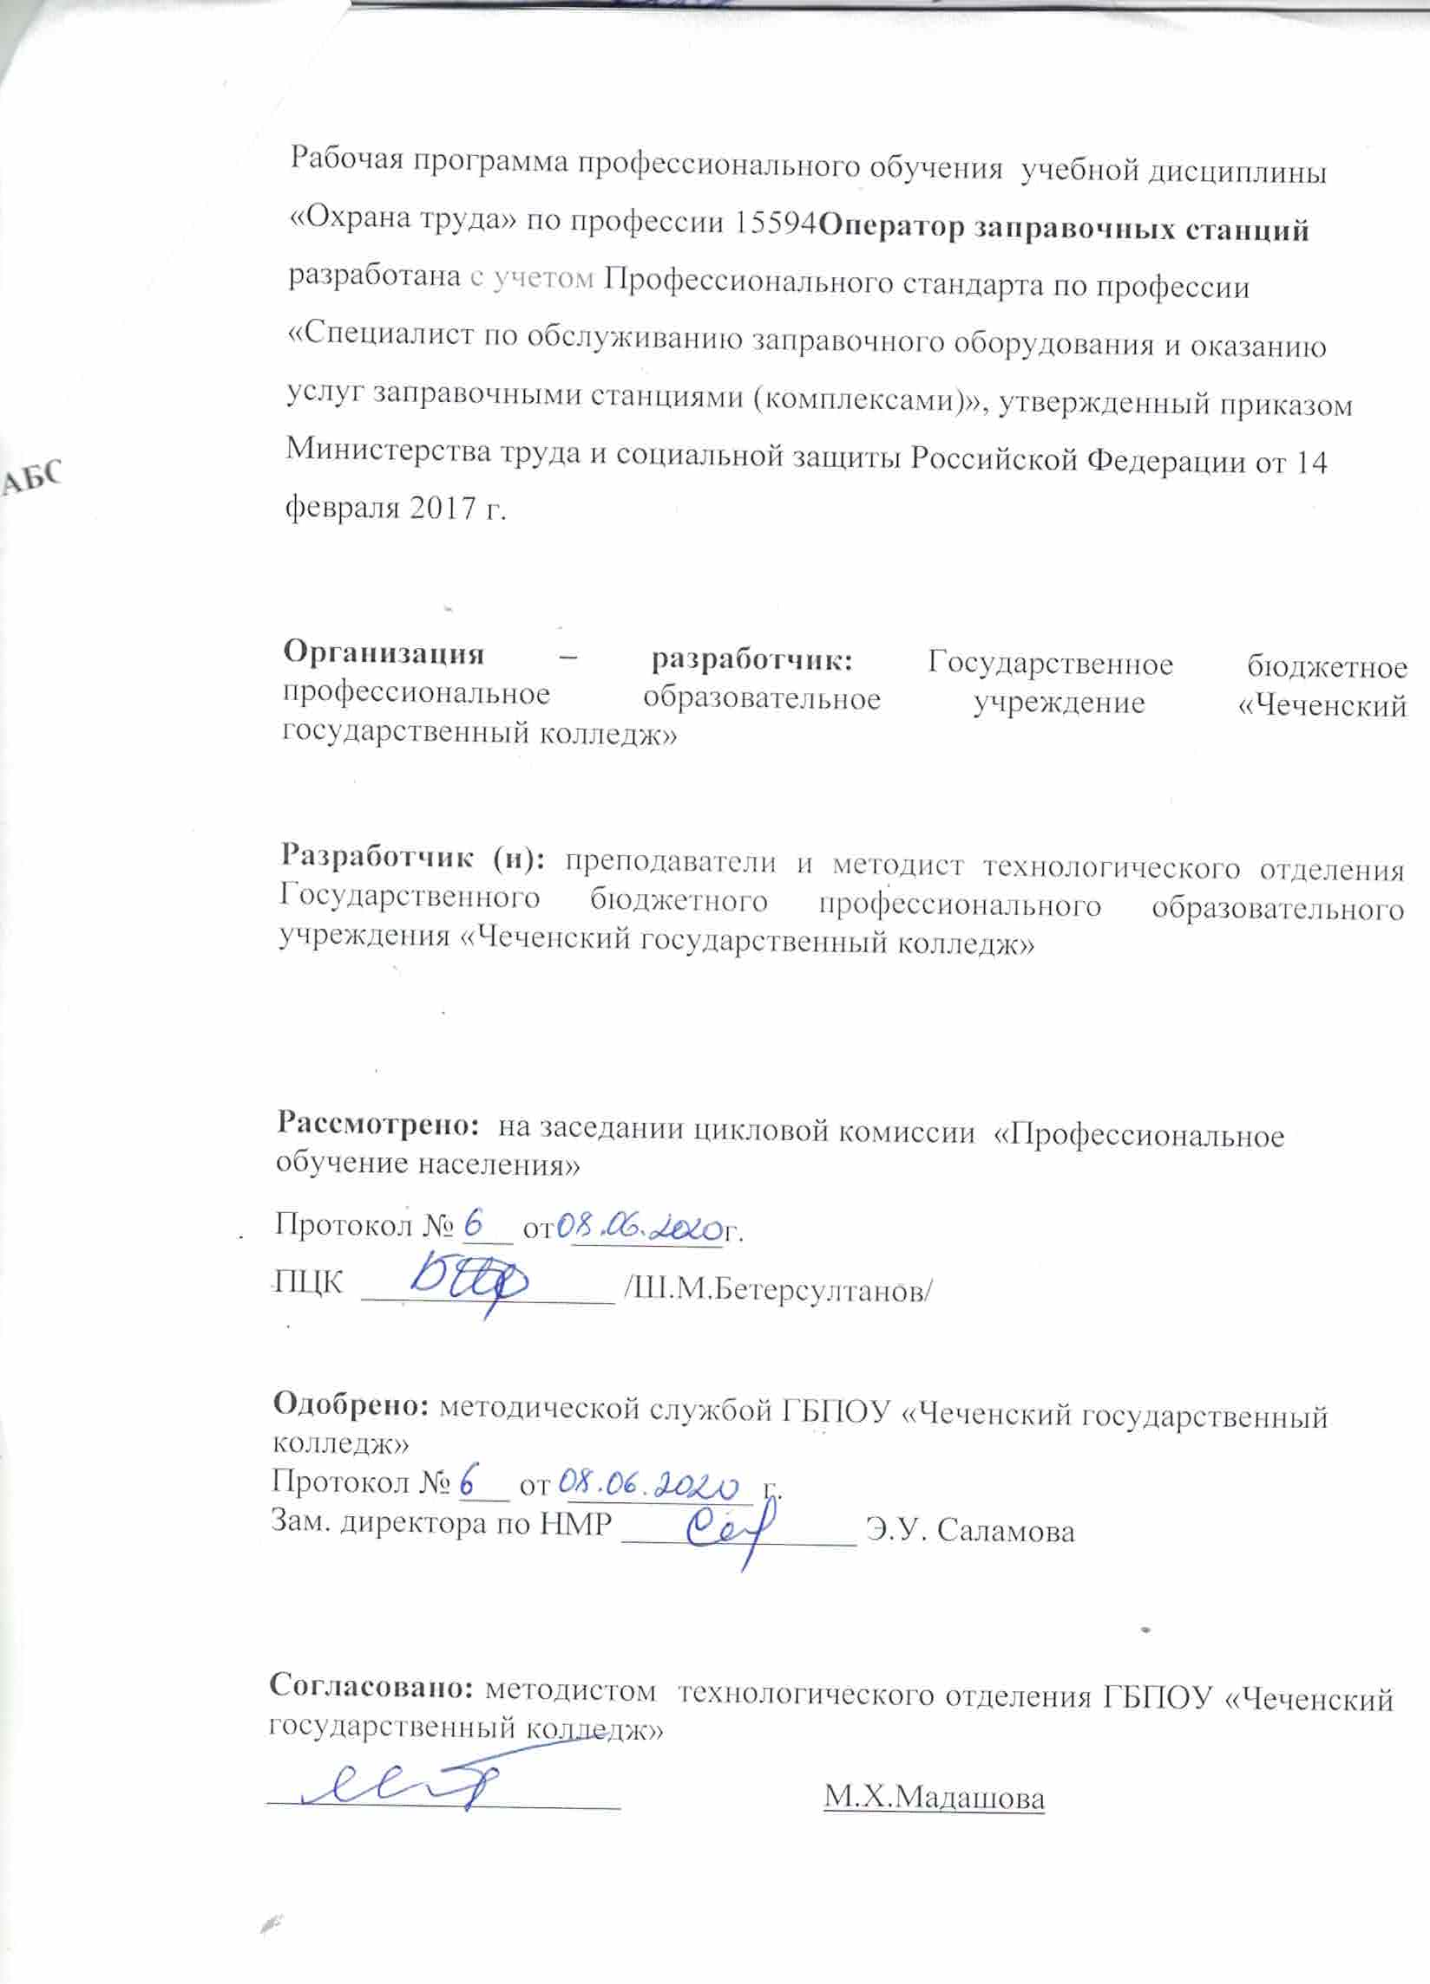 Рабочая программа профессионального обучения учебной дисциплины
«Охрана труда» по профессии 15594Оператор заправочных станций
разработана с учетом Профессионального стандарта по профессии
«Специалист по обслуживанию заправочного оборудования и оказанию
услуг заправочными станциями (комплексами)», утвержденный приказом
Министерства труда и социальной защиты Российской Федерации от 14
февраля 2017 г.
АБС
Организация – разработчик: Государственное бюджетное
профессиональное образовательное учреждение «Чеченский
государственный колледж»
Разработчик (и): преподаватели и методист технологического отделения
Государственного бюджетного профессионального образовательного
учреждения «Чеченский государственный колледж»
Рассмотрено: на заседании цикловой комиссии «Профессиональное
обучение населения»
Протокол № 6 от 08.06.2020г.
ПЦК /Ш.М.Бетерсултанов/
Одобрено: методической службой ГБПОУ «Чеченский государственный
колледж»
Протокол № 6 от 08.06.2020 г.
Зам. директора по НМР Э.У. Саламова
Согласовано: методистом технологического отделения ГБПОУ «Чеченский
государственный колледж»
М.Х.Мадашова